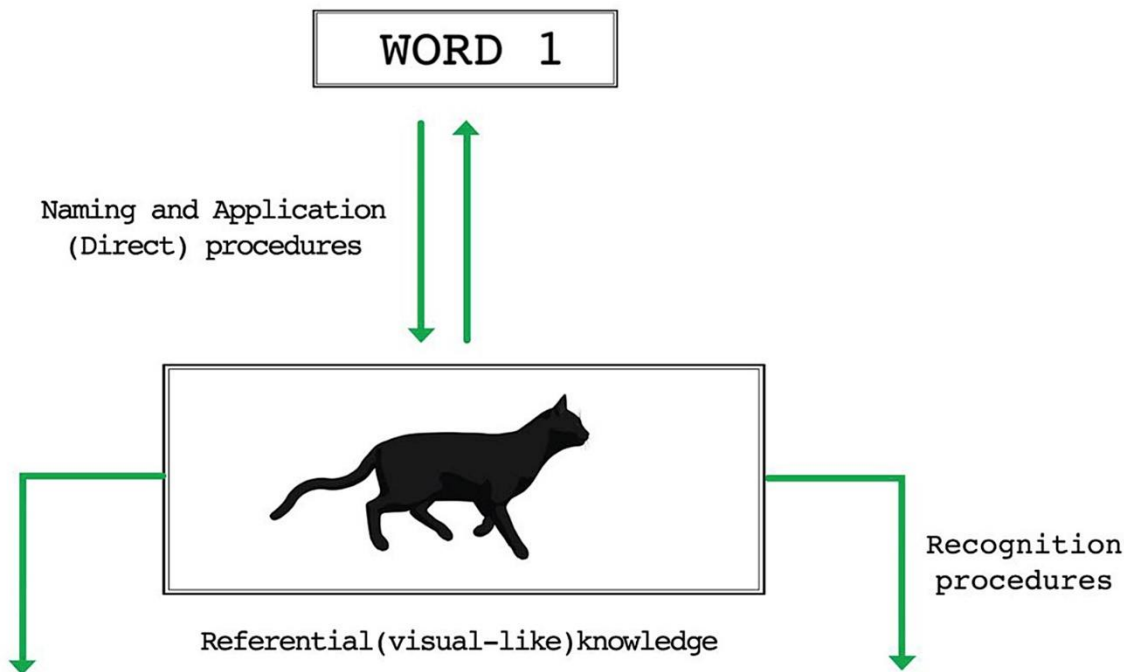 WORD 1
Naming and Application
(Direct) procedures
Recognition
procedures
Referential(visual-like)knowledge